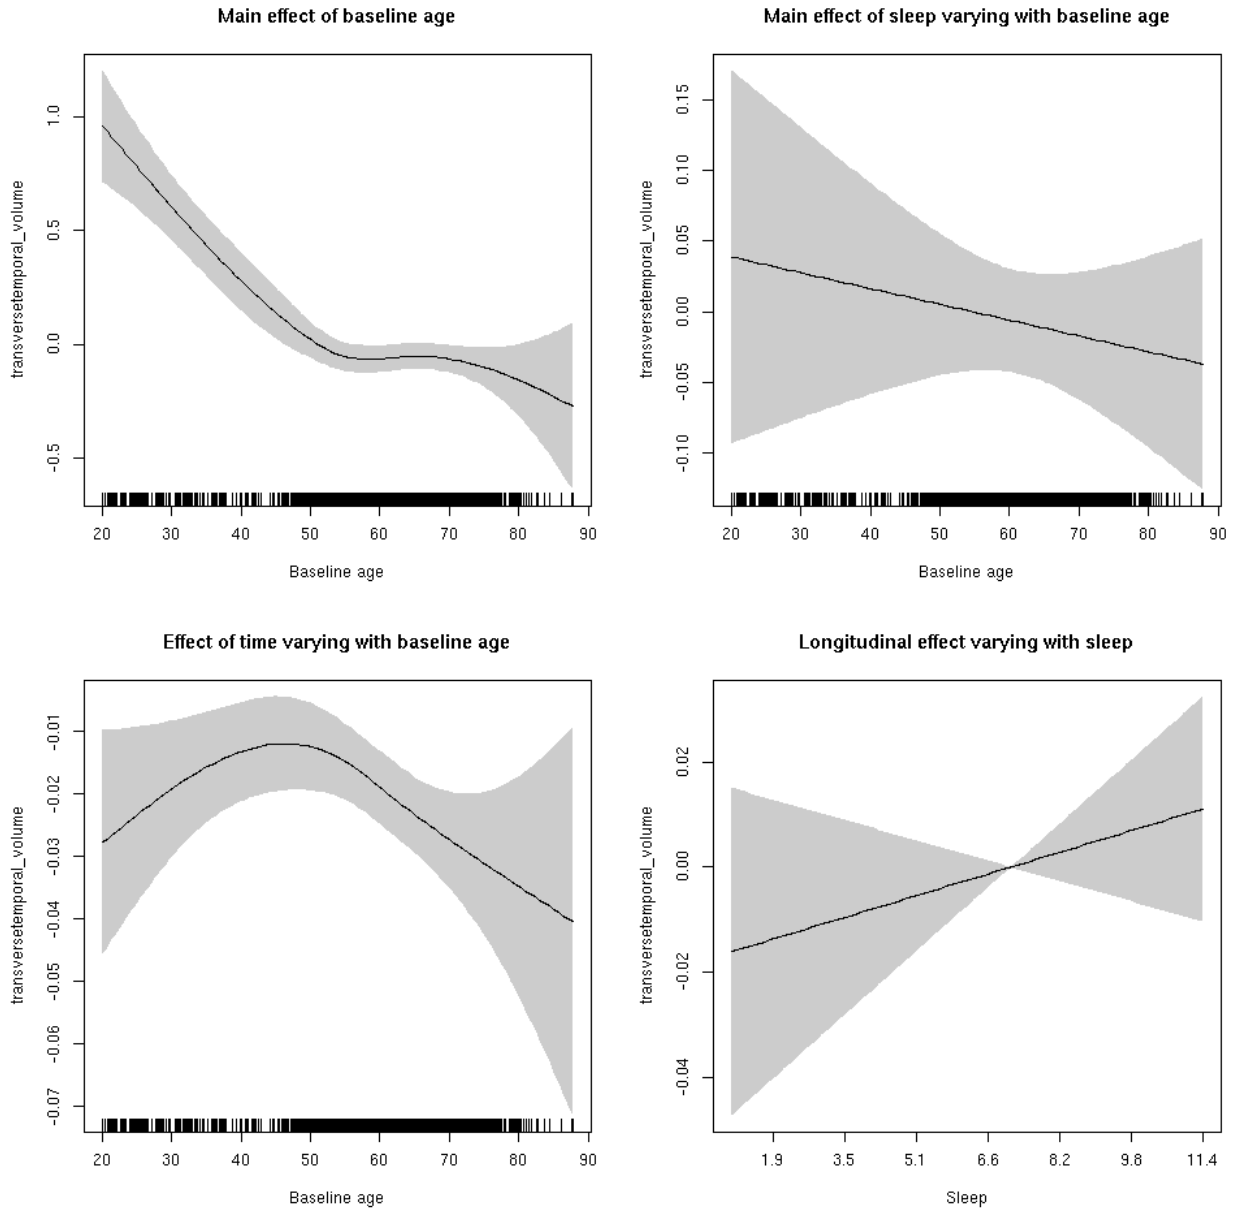 Main effect of baseline age
transversetemporal_volume
1.0
0.5
0.0
-0.5
20 30 40 50 60 70 80 90
Baseline age
Main effect of sleep varying with baseline age
transversetemporal_volume
0.15
0.10
0.05
0.00
-0.05
-0.10
20 30 40 50 60 70 80 90
Baseline age
Effect of time varying with baseline age
transversetemporal_volume
-0.01
-0.02
-0.03
-0.04
-0.05
-0.06
-0.07
20 30 40 50 60 70 80 90
Baseline age
Longitudinal effect varying with sleep
transversetemporal_volume
0.02
0.00
-0.02
-0.04
1.9 3.5 5.1 6.6 8.2 9.8 11.4
Sleep